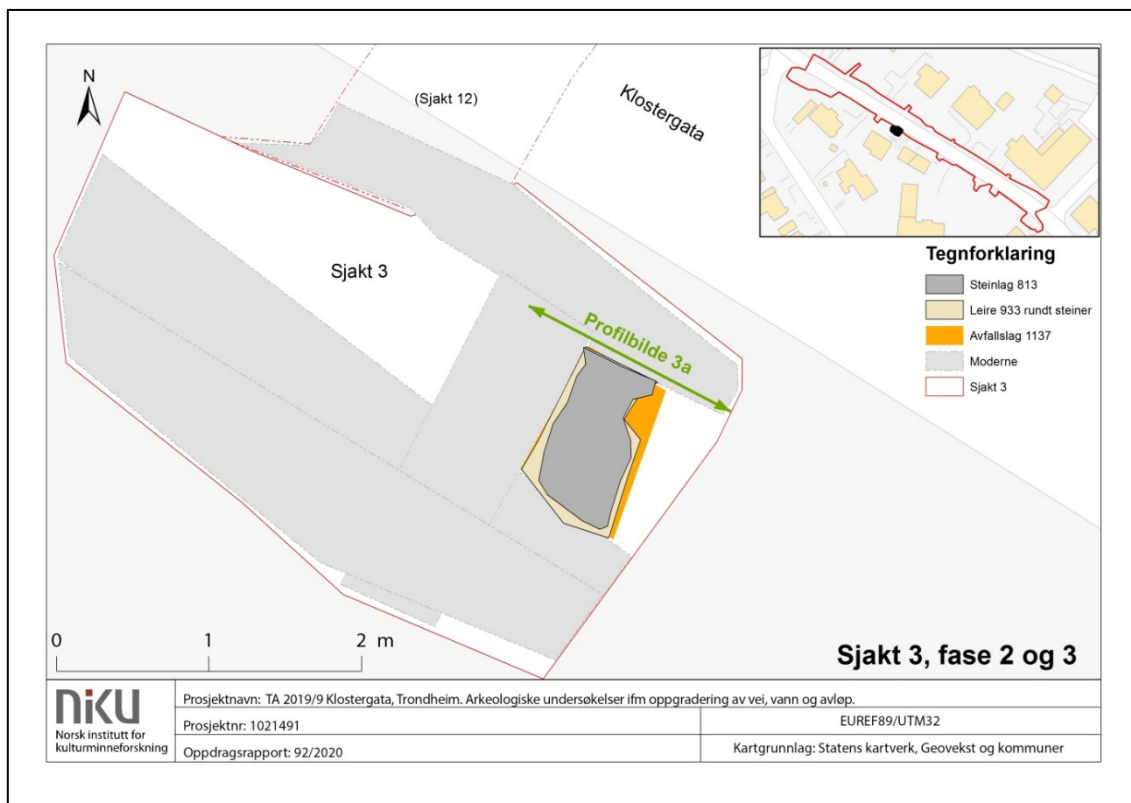 N
(Sjakt 12)
Klostergata
Sjakt 3
Profilbilde 3a
Tegnforklaring
Steinlag 813
Leire 933 rundt steiner
Avfallslag 1137
Moderne
Sjakt 3
0 1 2 m
Sjakt 3, fase 2 og 3
NIKU
Norsk institutt for
kulturminneforskning
Prosjektnavn: TA 2019/9 Klostergata, Trondheim. Arkeologiske undersøkelser ifm oppgradering av vei, vann og avløp.
Prosjektnr: 1021491
EUREF89/UTM32
Oppdragsrapport: 92/2020
Kartgrunnlag: Statens kartverk, Geovekst og kommuner